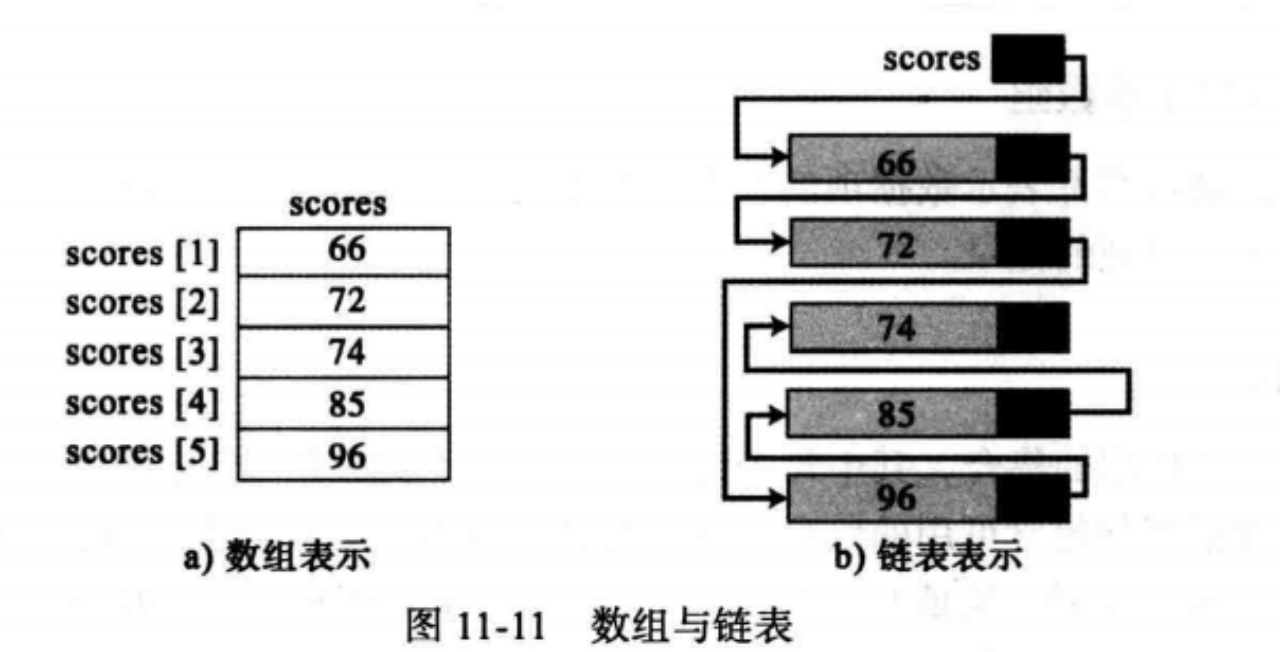 scores
scores [1] 66
scores [2] 72
scores [3] 74
scores [4] 85
scores [5] 96
a) 数组表示
scores
66
72
74
85
96
b) 链表表示
图 11-11 数组与链表